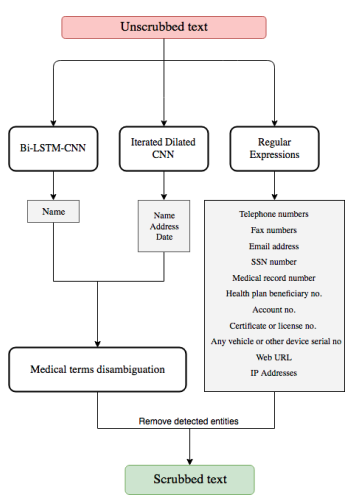 Unscrubbed text
Bi-LSTM-CNN
Iterated Dilated
CNN
Regular
Expressions
Name
Name
Address
Date
Telephone numbers
Fax numbers
Email address
SSN number
Medical record number
Health plan beneficiary no.
Account no.
Certificate or license no.
Any vehicle or other device serial no
Web URL
IP Addresses
Medical terms disambiguation
Remove detected entities
Scrubbed text